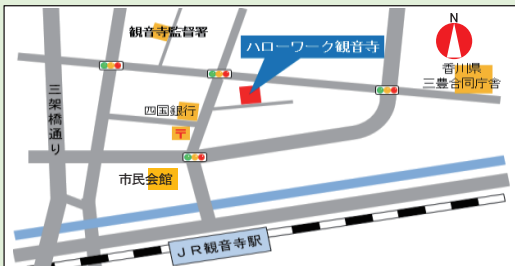 観音寺監督署
ハローワーク観音寺
N
香川県
三豊合同庁舎
三架橋通り
四国銀行
〒
市民会館
JR観音寺駅